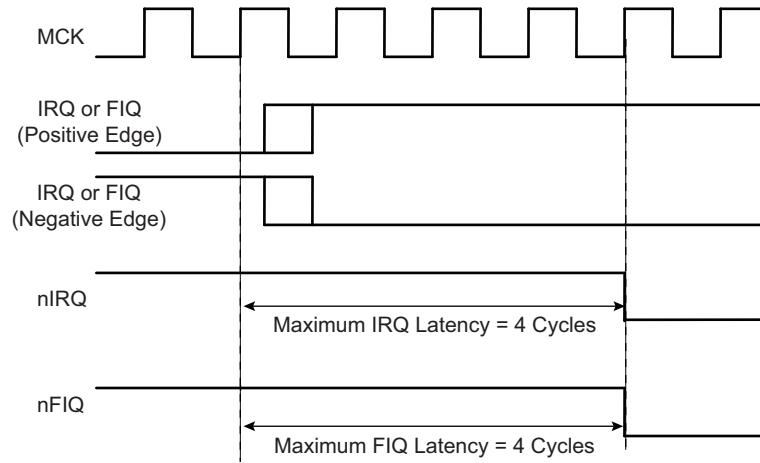 MCK
IRQ or FIQ
(Positive Edge)
IRQ or FIQ
(Negative Edge)
nIRQ
Maximum IRQ Latency = 4 Cycles
nFIQ
Maximum FIQ Latency = 4 Cycles